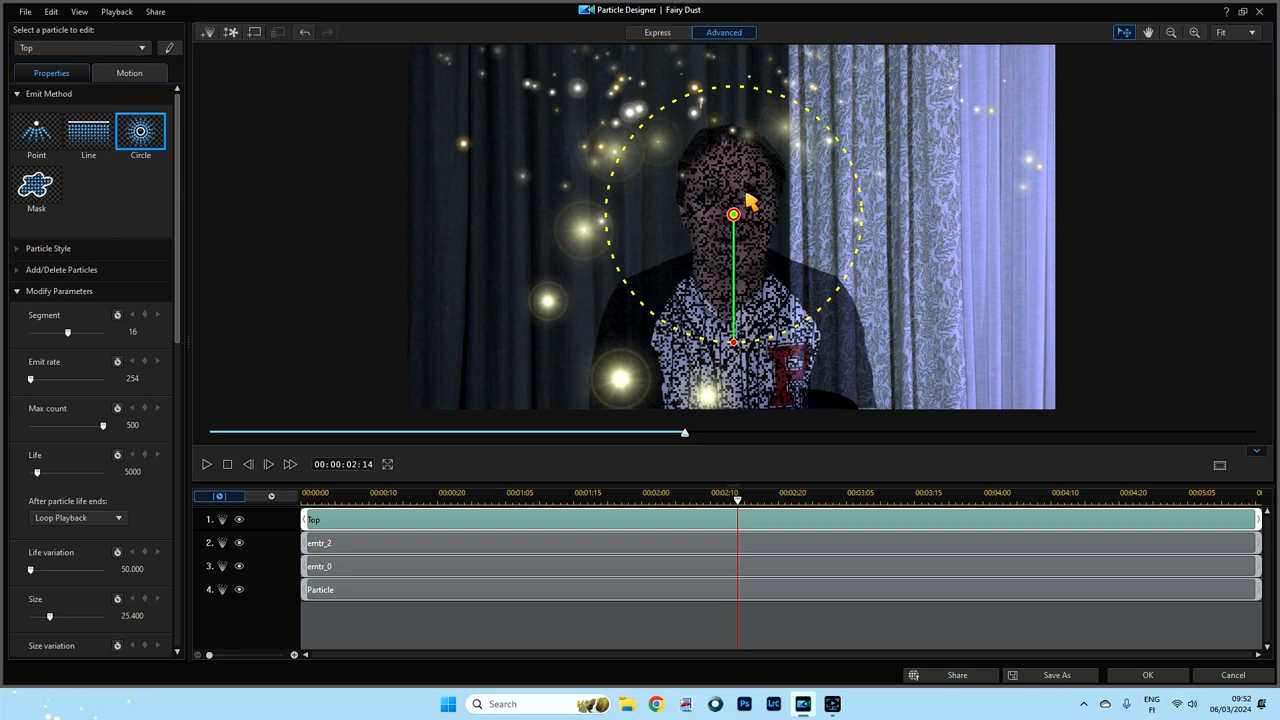 File Edit View Playback Share
Particle Designer | Fairy Dust
Select a particle to edit:
Top
Express Advanced
Fit
Properties Motion
Emit Method
Point Line Circle
Mask
Particle Style
Add/Delete Particles
Modify Parameters
Segment
16
Emit rate
254
Max count
500
Life
5000
After particle life ends:
Loop Playback
Life variation
50.000
Size
25.400
Size variation
F
00:00:02:14
00:00:00 00:00:10 00:00:20 00:01:05 00:01:15 00:02:00 00:02:10 00:02:20 00:03:05 00:03:15 00:04:00 00:04:10 00:04:20 00:05:05
1. Top
2. emtr_2
3. emtr_0
4. Particle
Share Save As OK Cancel
Search
Ps
Lrc
ENG
FI
09:52
06/03/2024